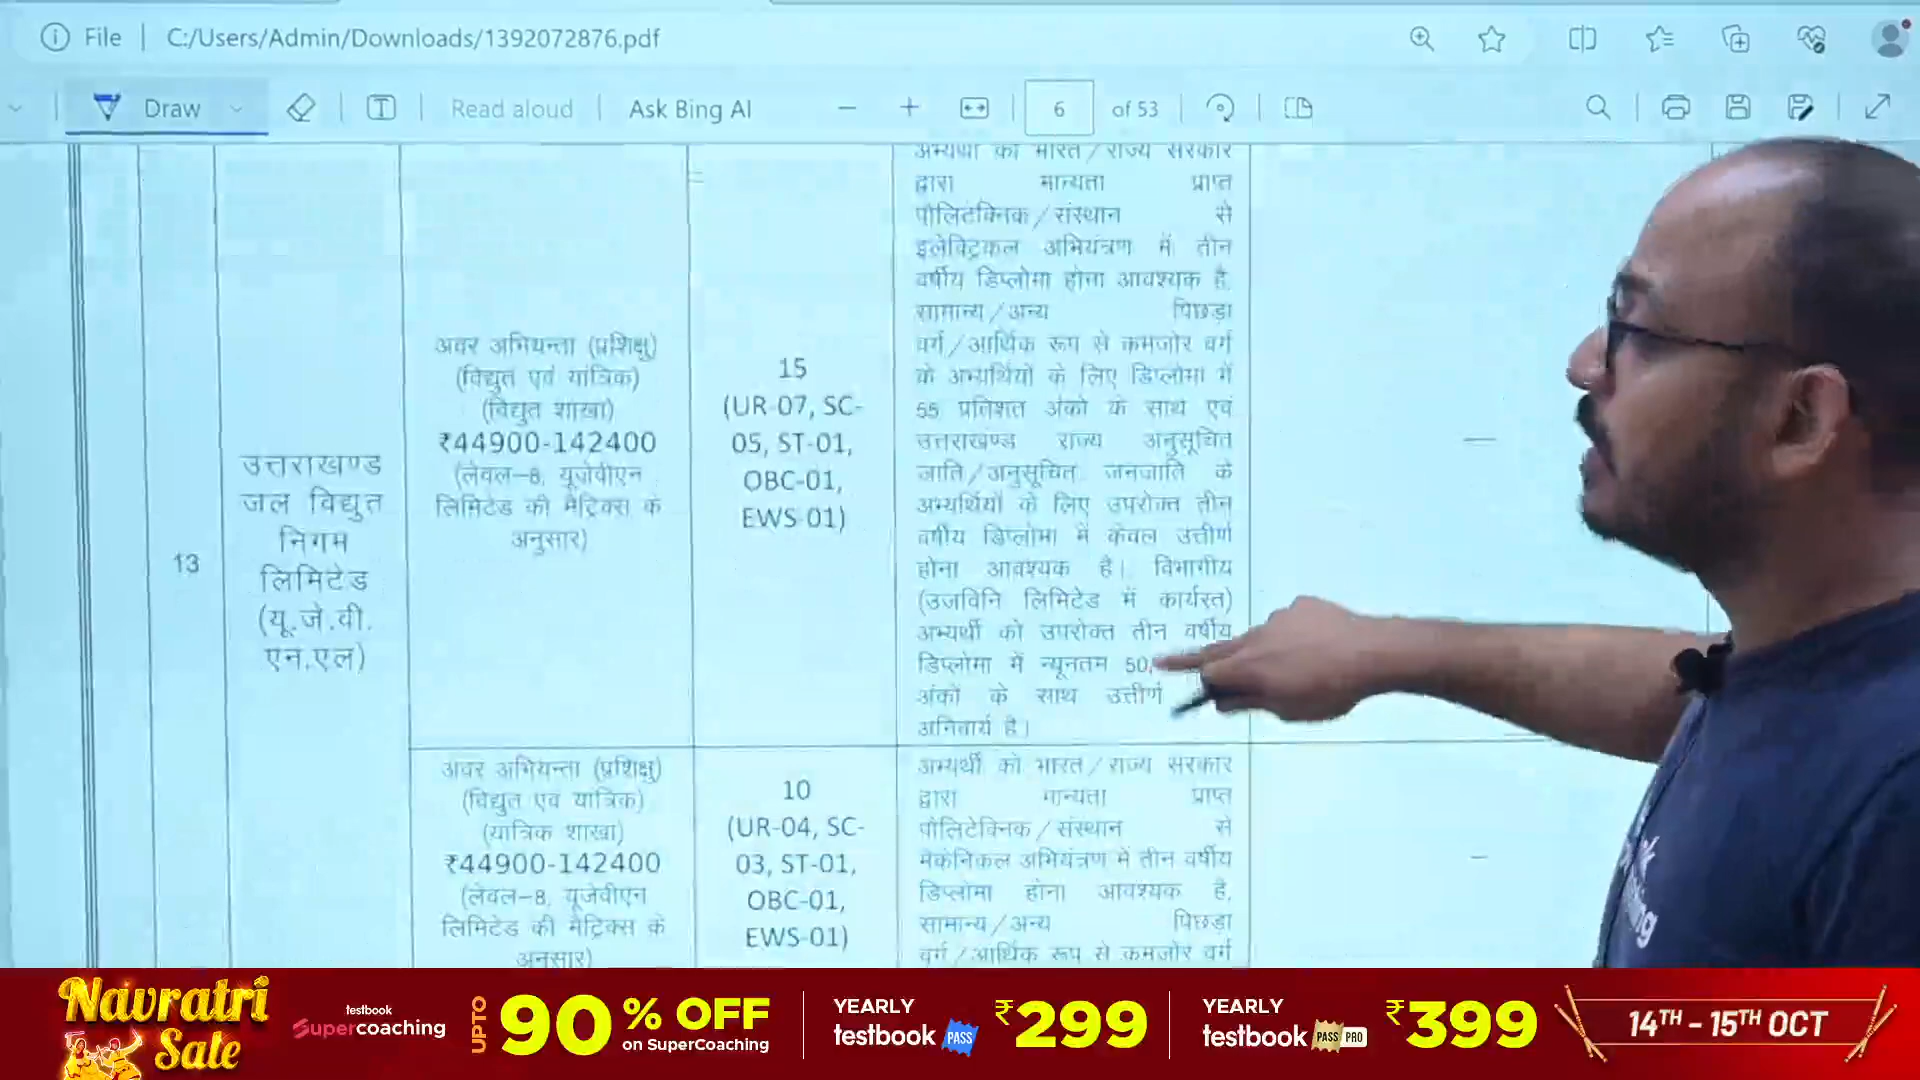 File | C:/Users/Admin/Downloads/1392072876.pdf
Draw
Read aloud
Ask Bing AI
6 of 53
13
उत्तराखण्ड
जल विद्युत
निगम
लिमिटेड
(यू.जे.वी.
एन.एल)
अवर अभियन्ता (प्रशिक्षु)
(विद्युत एवं यांत्रिक)
(विद्युत शाखा)
₹44900-142400
(लेवल–8, यूजेवीएन
लिमिटेड की मैट्रिक्स के
अनुसार)
15
(UR-07, SC-
05, ST-01,
OBC-01,
EWS-01)
अभ्यर्थी को भारत/राज्य सरकार
द्वारा मान्यता प्राप्त
पौलिटेक्निक/संस्थान से
इलेक्ट्रिकल अभियंत्रण में तीन
वर्षीय डिप्लोमा होना आवश्यक है,
सामान्य/अन्य पिछड़ा
वर्ग/आर्थिक रूप से कमजोर वर्ग
के अभ्यर्थियों के लिए डिप्लोमा में
55 प्रतिशत अंको के साथ एवं
उत्तराखण्ड राज्य अनुसूचित
जाति/अनुसूचित जनजाति के
अभ्यर्थियों के लिए उपरोक्त तीन
वर्षीय डिप्लोमा में केवल उत्तीर्ण
होना आवश्यक है। विभागीय
(उजविनि लिमिटेड में कार्यरत)
अभ्यर्थी को उपरोक्त तीन वर्षीय
डिप्लोमा में न्यूनतम 50
अंकों के साथ उत्तीर्ण
अनिवार्य है।
अवर अभियन्ता (प्रशिक्षु)
(विद्युत एवं यांत्रिक)
(यांत्रिक शाखा)
₹44900-142400
(लेवल–8, यूजेवीएन
लिमिटेड की मैट्रिक्स के
अनुसार)
10
(UR-04, SC-
03, ST-01,
OBC-01,
EWS-01)
अभ्यर्थी को भारत/राज्य सरकार
द्वारा मान्यता प्राप्त
पौलिटेक्निक/संस्थान से
मैकेनिकल अभियंत्रण में तीन वर्षीय
डिप्लोमा होना आवश्यक है,
सामान्य/अन्य पिछड़ा
वर्ग/आर्थिक रूप से कमजोर वर्ग
Navratri
Sale
testbook
Supercoaching
UPTO
90% OFF
on SuperCoaching
YEARLY
testbook PASS
₹299
YEARLY
testbook PASS PRO
₹399
14TH - 15TH OCT